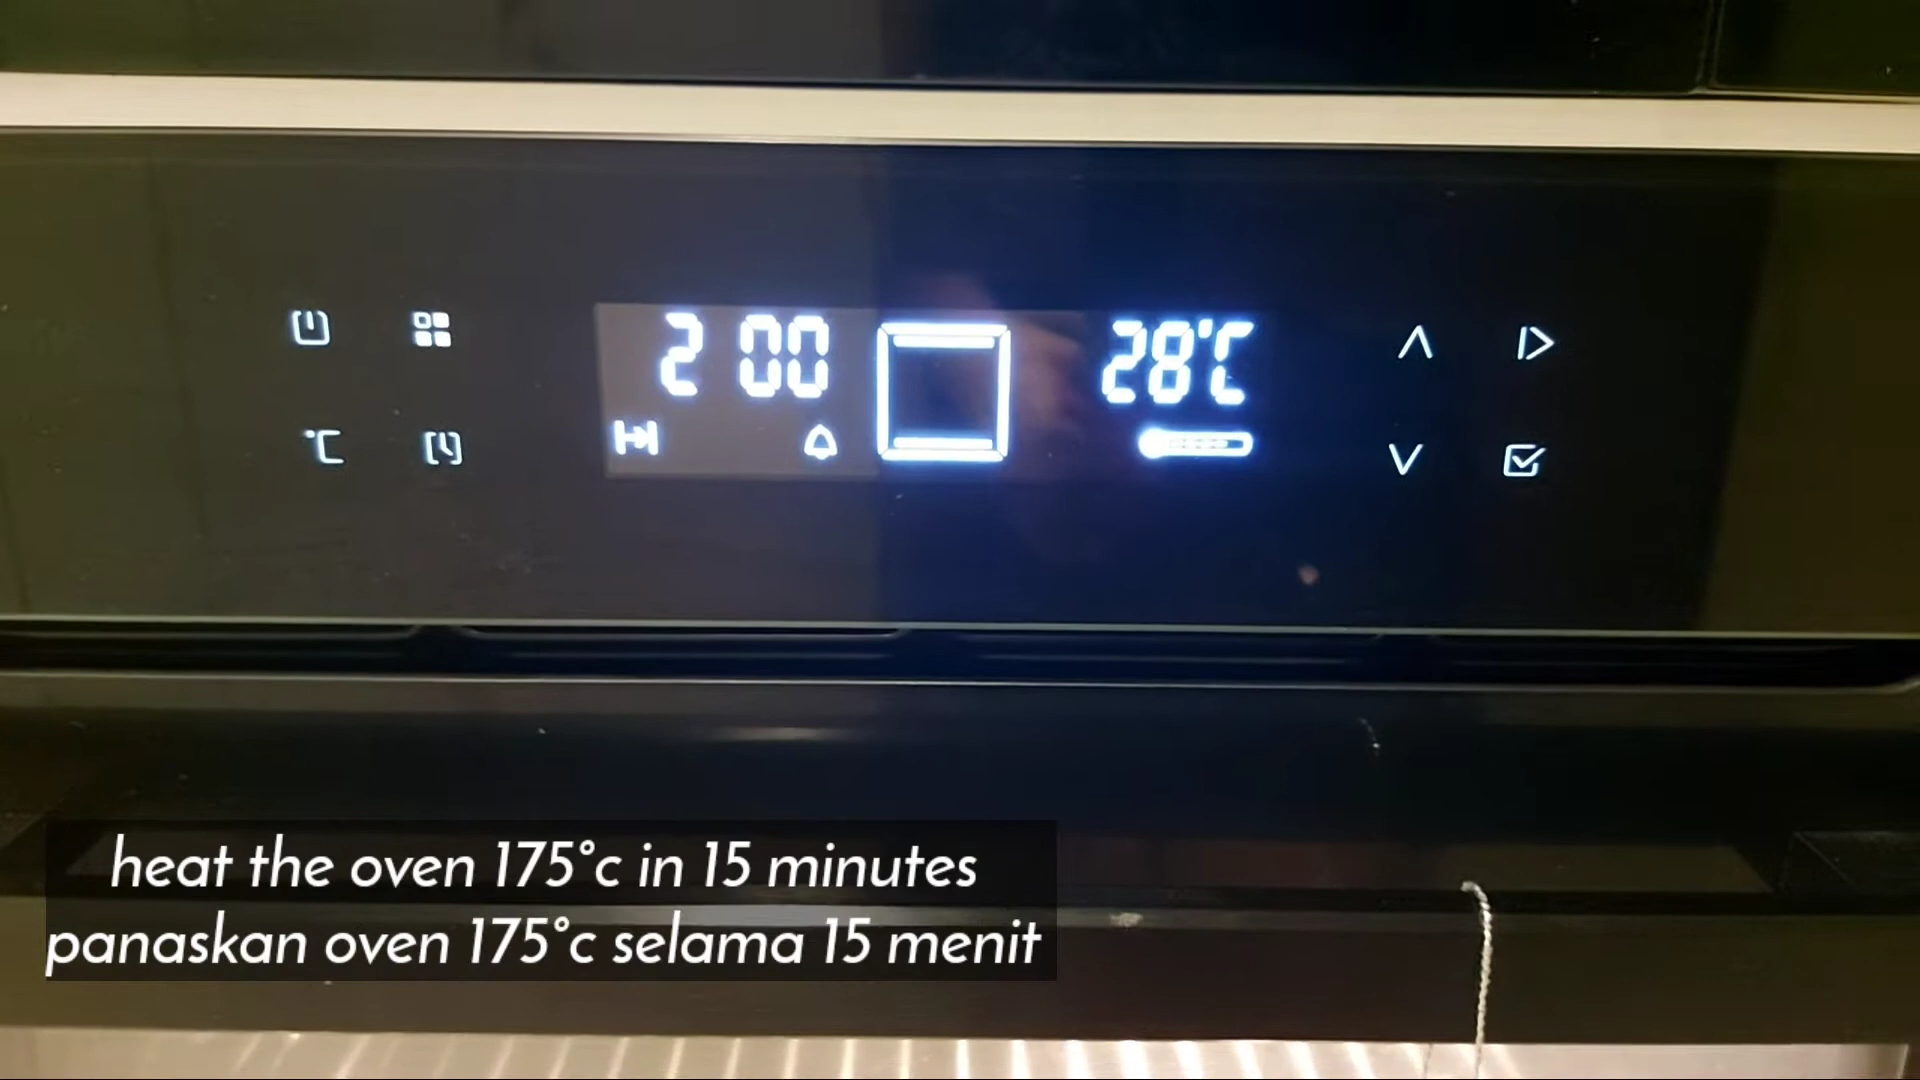 2 00
28°C
°C
heat the oven 175°c in 15 minutes
panaskan oven 175°c selama 15 menit